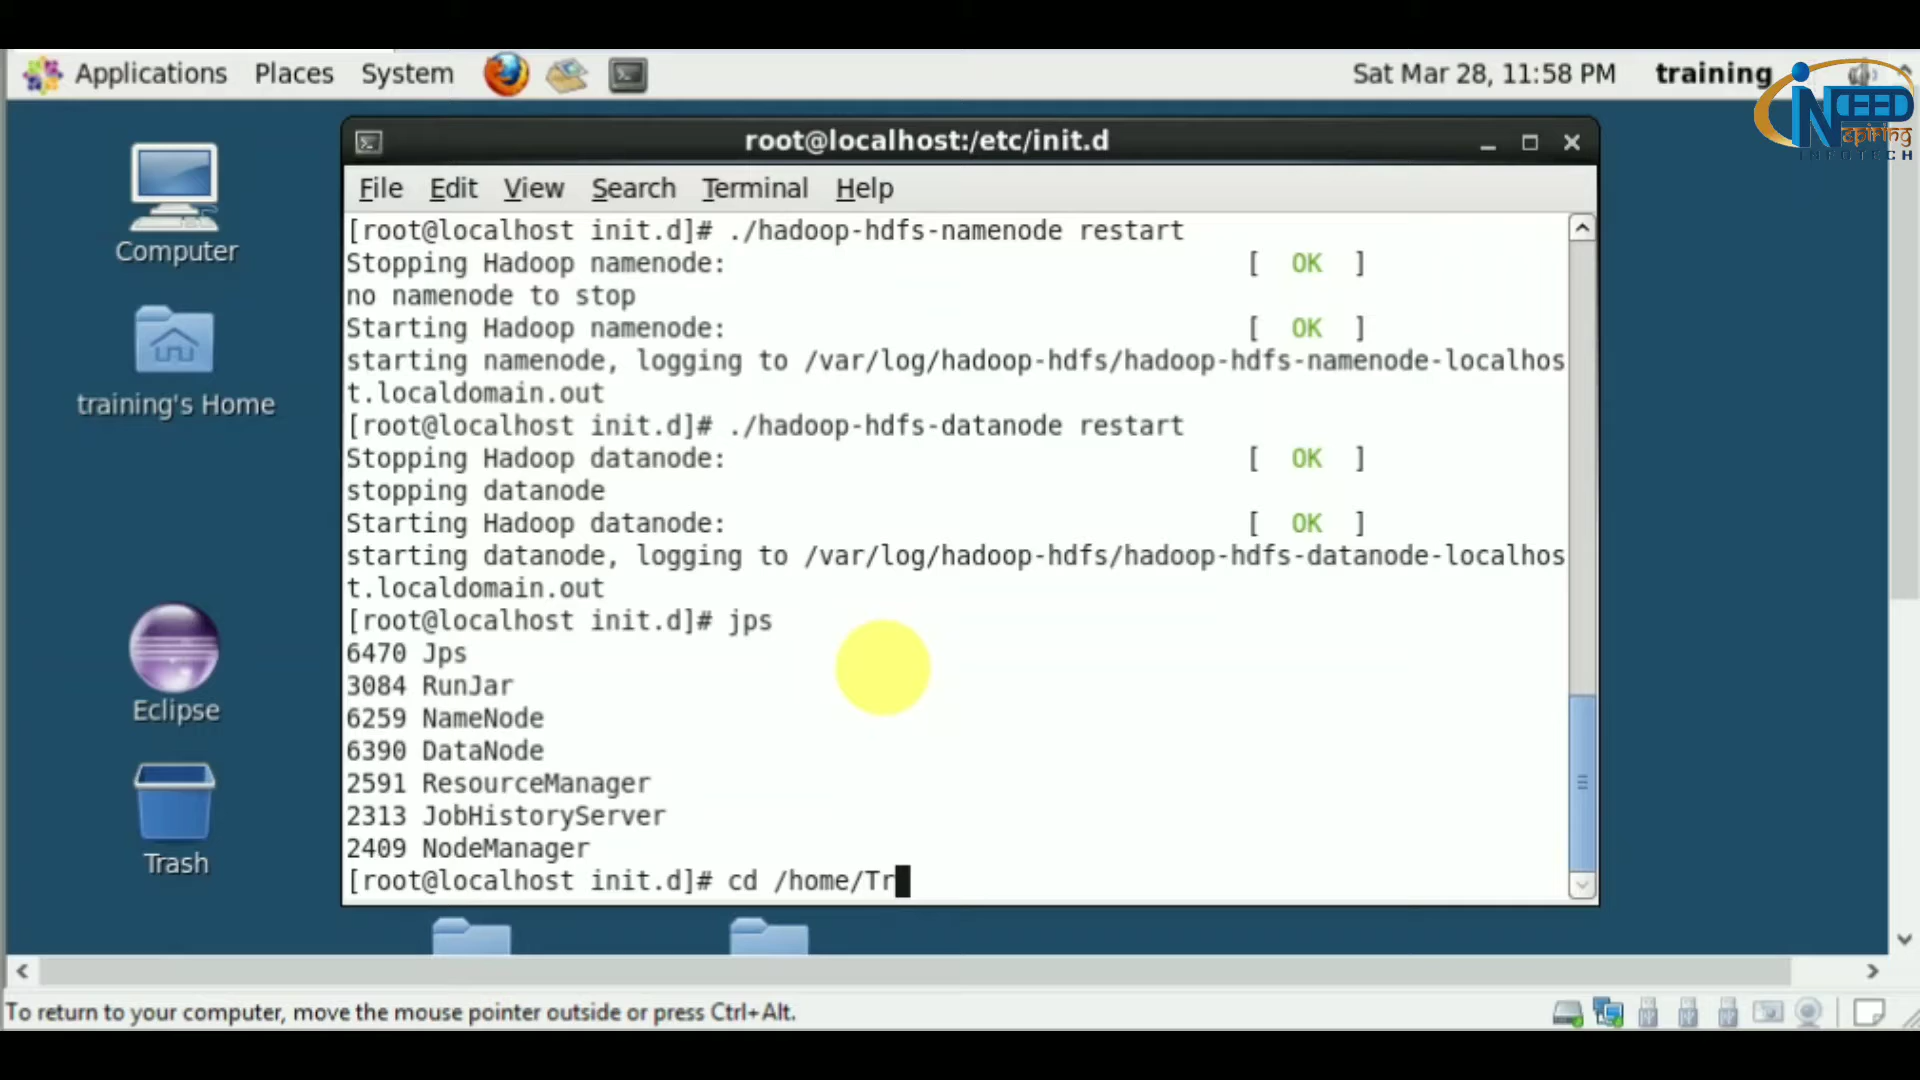 Applications Places System
Sat Mar 28, 11:58 PM training
iNCEED
nspiring
INFOTECH
root@localhost:/etc/init.d
File Edit View Search Terminal Help
[root@localhost init.d]# ./hadoop-hdfs-namenode restart
Stopping Hadoop namenode: [ OK ]
no namenode to stop
Starting Hadoop namenode: [ OK ]
starting namenode, logging to /var/log/hadoop-hdfs/hadoop-hdfs-namenode-localhos
t.localdomain.out
[root@localhost init.d]# ./hadoop-hdfs-datanode restart
Stopping Hadoop datanode: [ OK ]
stopping datanode
Starting Hadoop datanode: [ OK ]
starting datanode, logging to /var/log/hadoop-hdfs/hadoop-hdfs-datanode-localhos
t.localdomain.out
[root@localhost init.d]# jps
6470 Jps
3084 RunJar
6259 NameNode
6390 DataNode
2591 ResourceManager
2313 JobHistoryServer
2409 NodeManager
[root@localhost init.d]# cd /home/Tr
Computer
training's Home
Eclipse
Trash
To return to your computer, move the mouse pointer outside or press Ctrl+Alt.